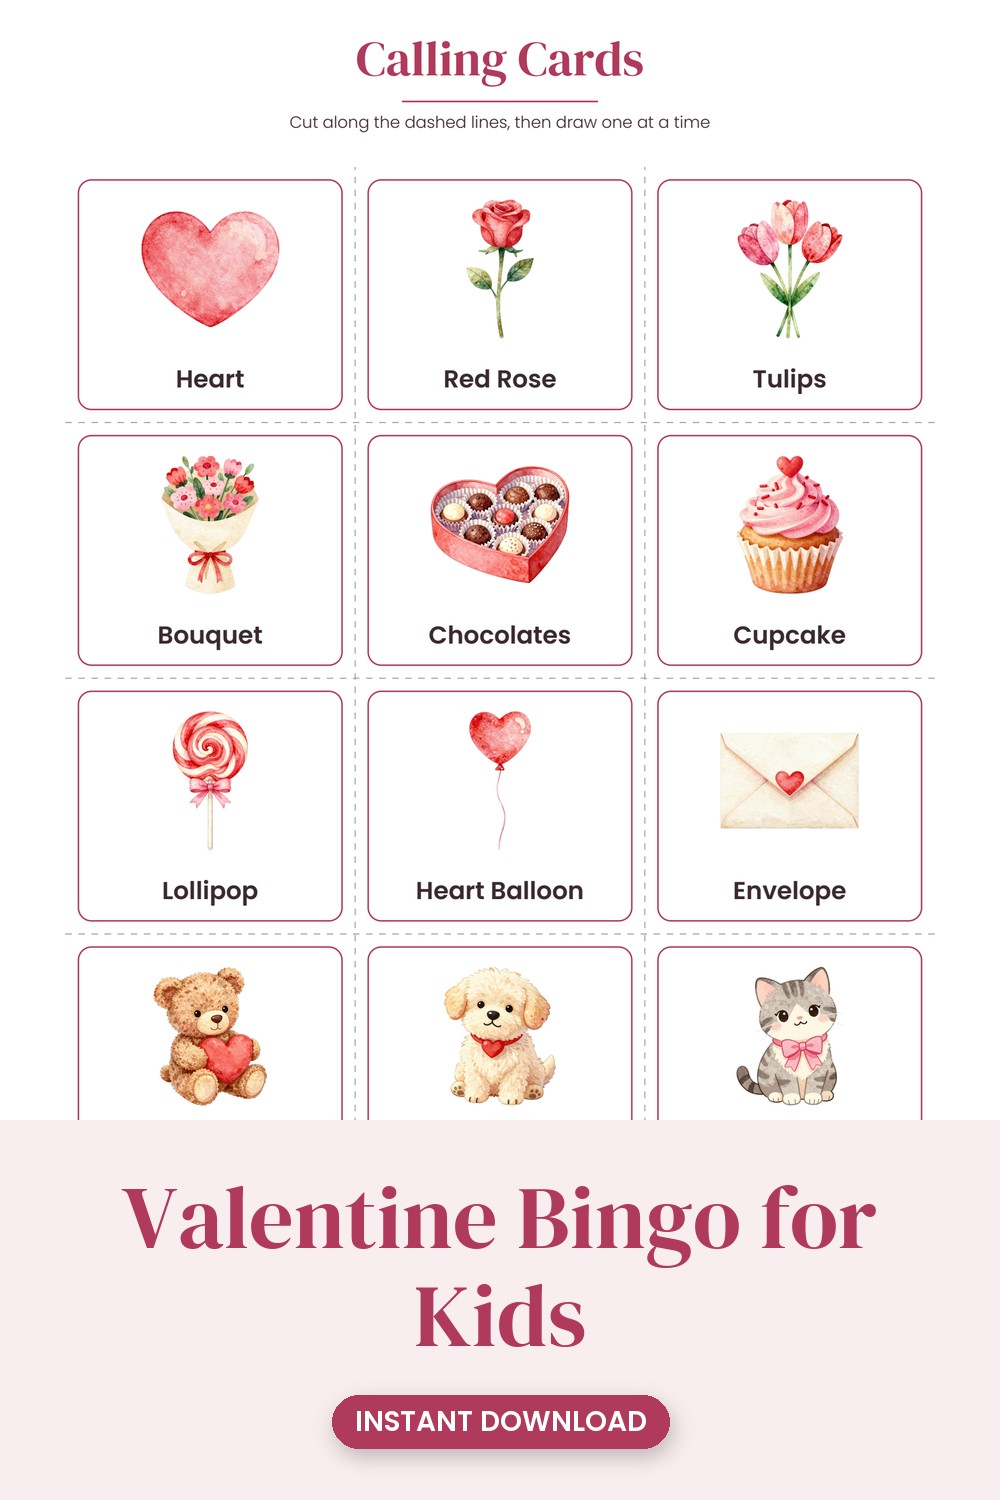 Calling Cards
Cut along the dashed lines, then draw one at a time
Heart
Red Rose
Tulips
Bouquet
Chocolates
Cupcake
Lollipop
Heart Balloon
Envelope
Valentine Bingo for
Kids
INSTANT DOWNLOAD